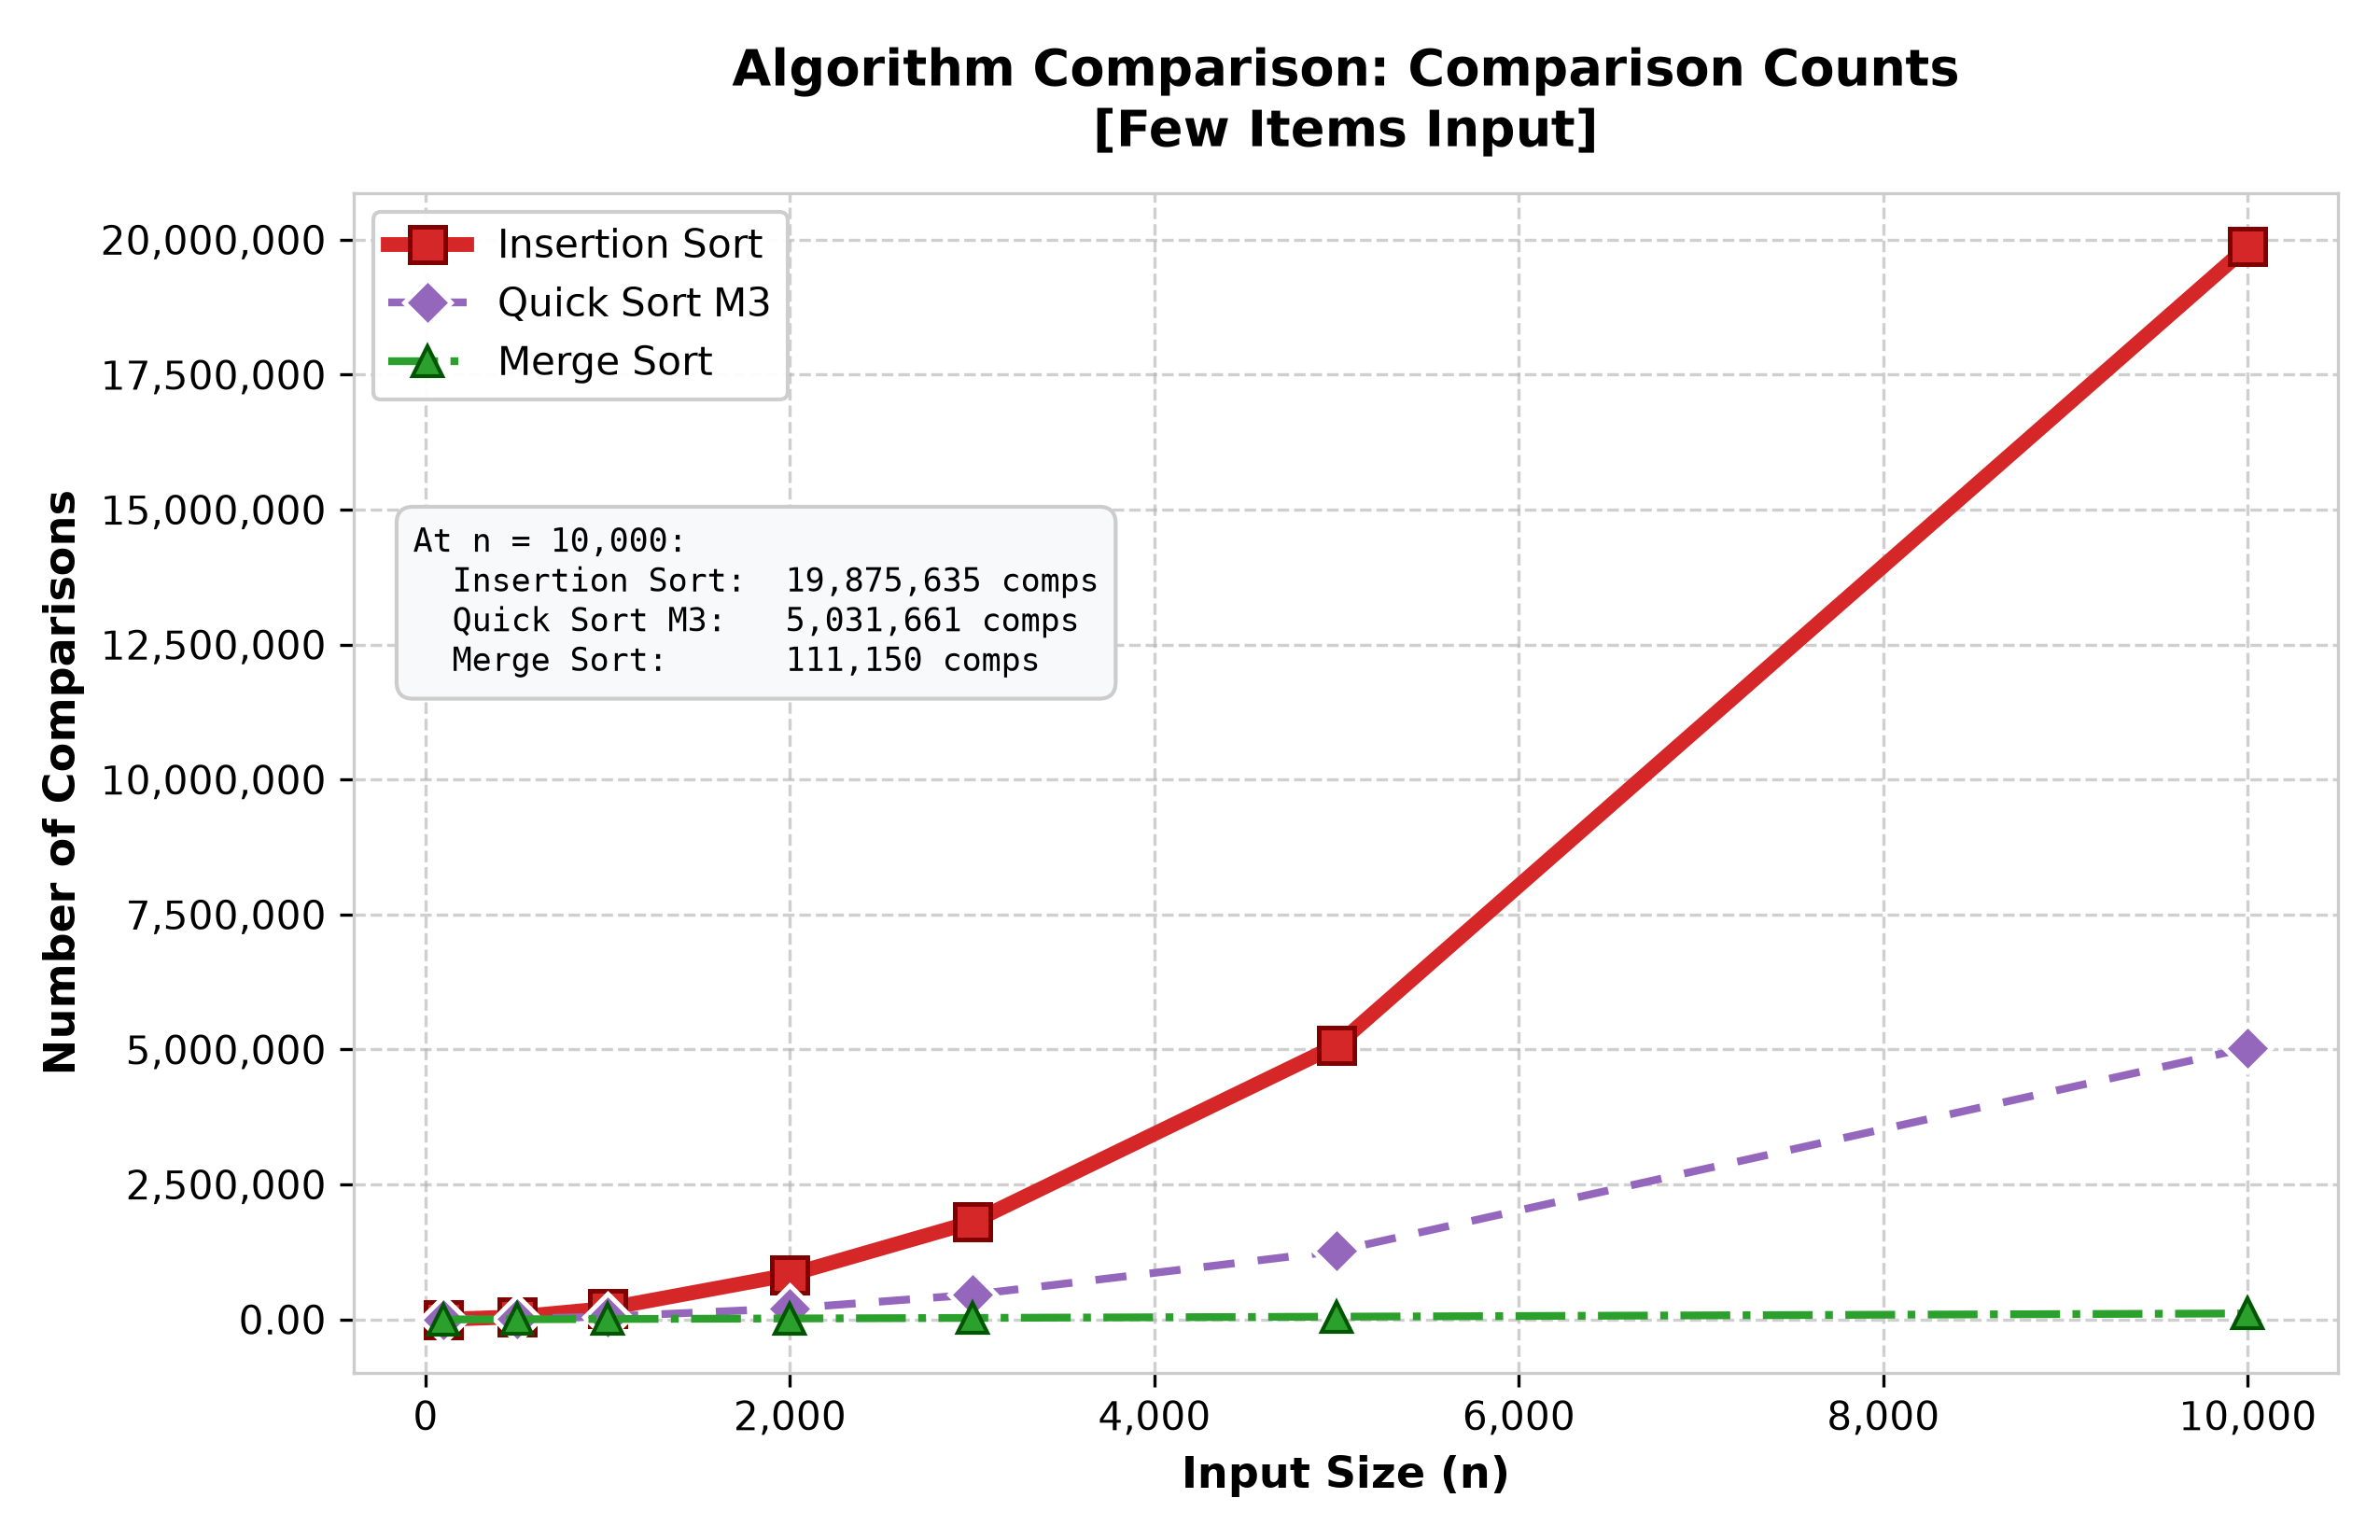 Algorithm Comparison: Comparison Counts
[Few Items Input]
Insertion Sort
Quick Sort M3
Merge Sort
At n = 10,000:
Insertion Sort: 19,875,635 comps
Quick Sort M3: 5,031,661 comps
Merge Sort: 111,150 comps
Number of Comparisons
20,000,000
17,500,000
15,000,000
12,500,000
10,000,000
7,500,000
5,000,000
2,500,000
0.00
0 2,000 4,000 6,000 8,000 10,000
Input Size (n)